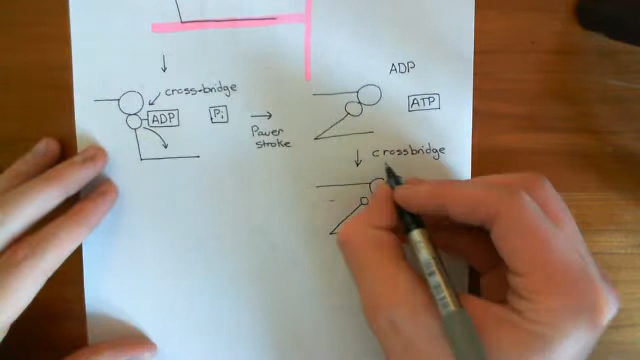 cross-bridge
ADP
Pi
Power
stroke
ADP
ATP
crossbridge